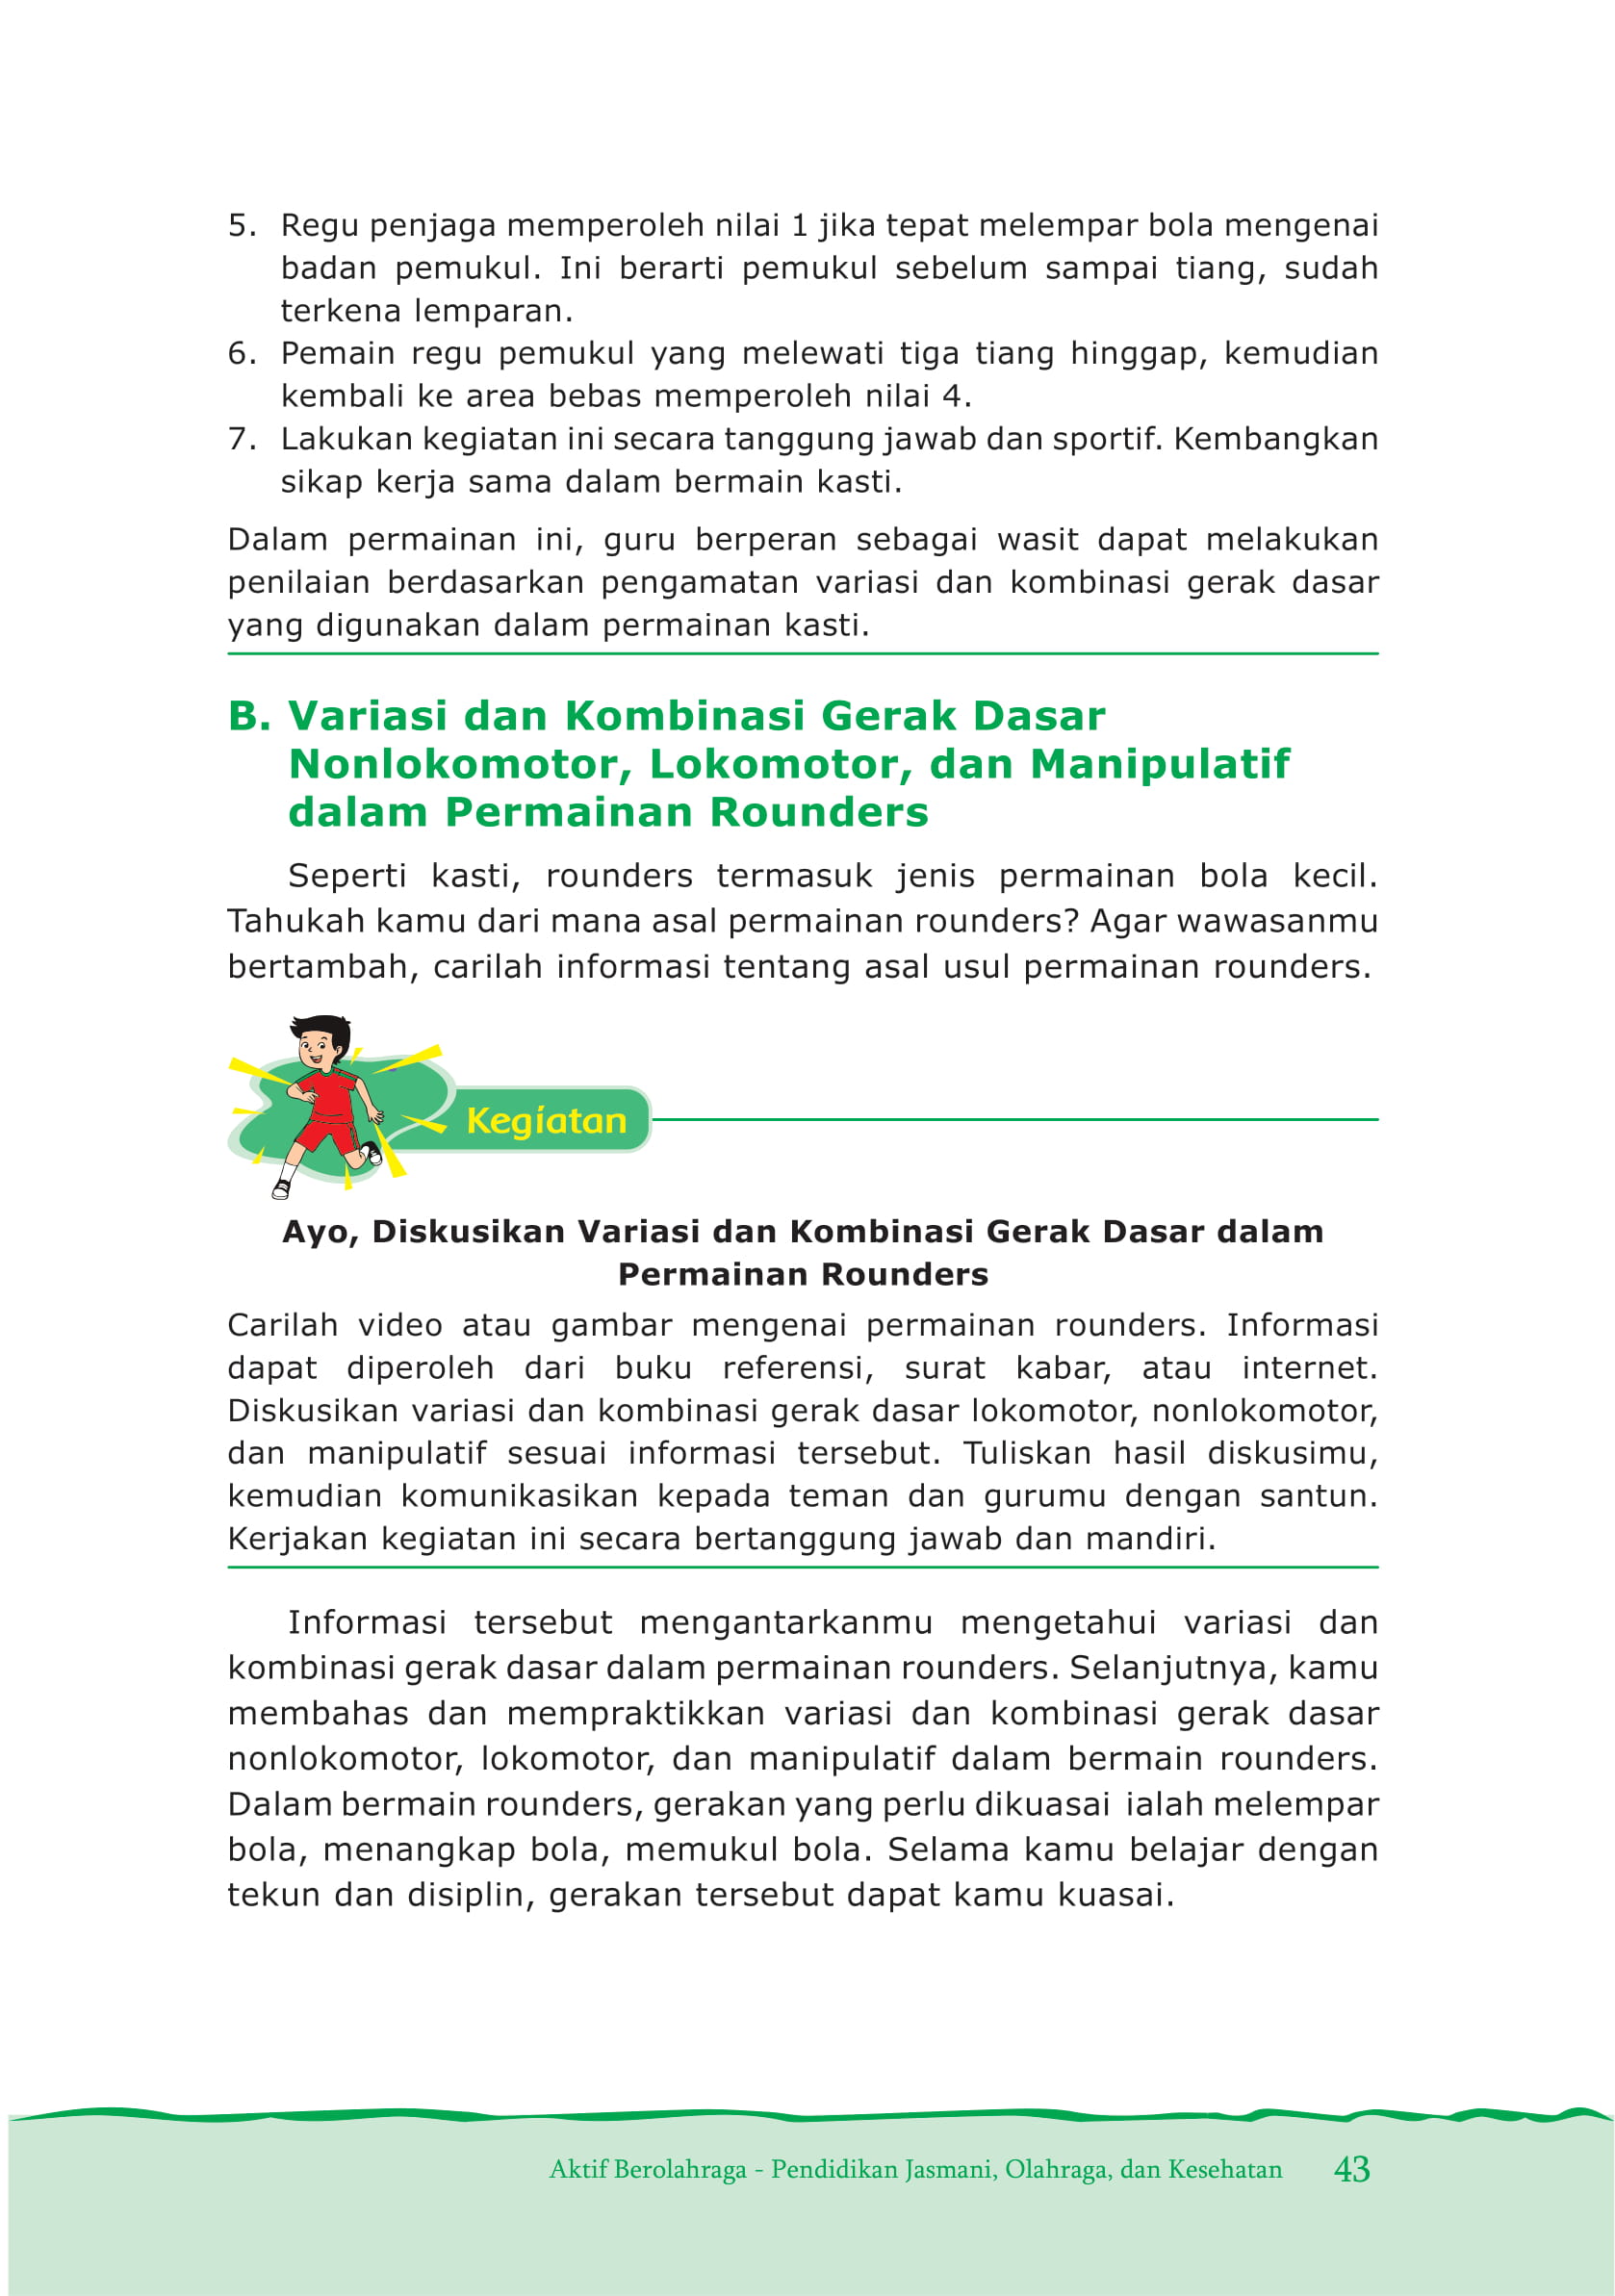 5. Regu penjaga memperoleh nilai 1 jika tepat melempar bola mengenai
badan pemukul. Ini berarti pemukul sebelum sampai tiang, sudah
terkena lemparan.
6. Pemain regu pemukul yang melewati tiga tiang hinggap, kemudian
kembali ke area bebas memperoleh nilai 4.
7. Lakukan kegiatan ini secara tanggung jawab dan sportif. Kembangkan
sikap kerja sama dalam bermain kasti.
Dalam permainan ini, guru berperan sebagai wasit dapat melakukan
penilaian berdasarkan pengamatan variasi dan kombinasi gerak dasar
yang digunakan dalam permainan kasti.
B. Variasi dan Kombinasi Gerak Dasar
Nonlokomotor, Lokomotor, dan Manipulatif
dalam Permainan Rounders
Seperti kasti, rounders termasuk jenis permainan bola kecil.
Tahukah kamu dari mana asal permainan rounders? Agar wawasanmu
bertambah, carilah informasi tentang asal usul permainan rounders.
Kegiatan
Ayo, Diskusikan Variasi dan Kombinasi Gerak Dasar dalam
Permainan Rounders
Carilah video atau gambar mengenai permainan rounders. Informasi
dapat diperoleh dari buku referensi, surat kabar, atau internet.
Diskusikan variasi dan kombinasi gerak dasar lokomotor, nonlokomotor,
dan manipulatif sesuai informasi tersebut. Tuliskan hasil diskusimu,
kemudian komunikasikan kepada teman dan gurumu dengan santun.
Kerjakan kegiatan ini secara bertanggung jawab dan mandiri.
Informasi tersebut mengantarkanmu mengetahui variasi dan
kombinasi gerak dasar dalam permainan rounders. Selanjutnya, kamu
membahas dan mempraktikkan variasi dan kombinasi gerak dasar
nonlokomotor, lokomotor, dan manipulatif dalam bermain rounders.
Dalam bermain rounders, gerakan yang perlu dikuasai ialah melempar
bola, menangkap bola, memukul bola. Selama kamu belajar dengan
tekun dan disiplin, gerakan tersebut dapat kamu kuasai.
Aktif Berolahraga - Pendidikan Jasmani, Olahraga, dan Kesehatan 43